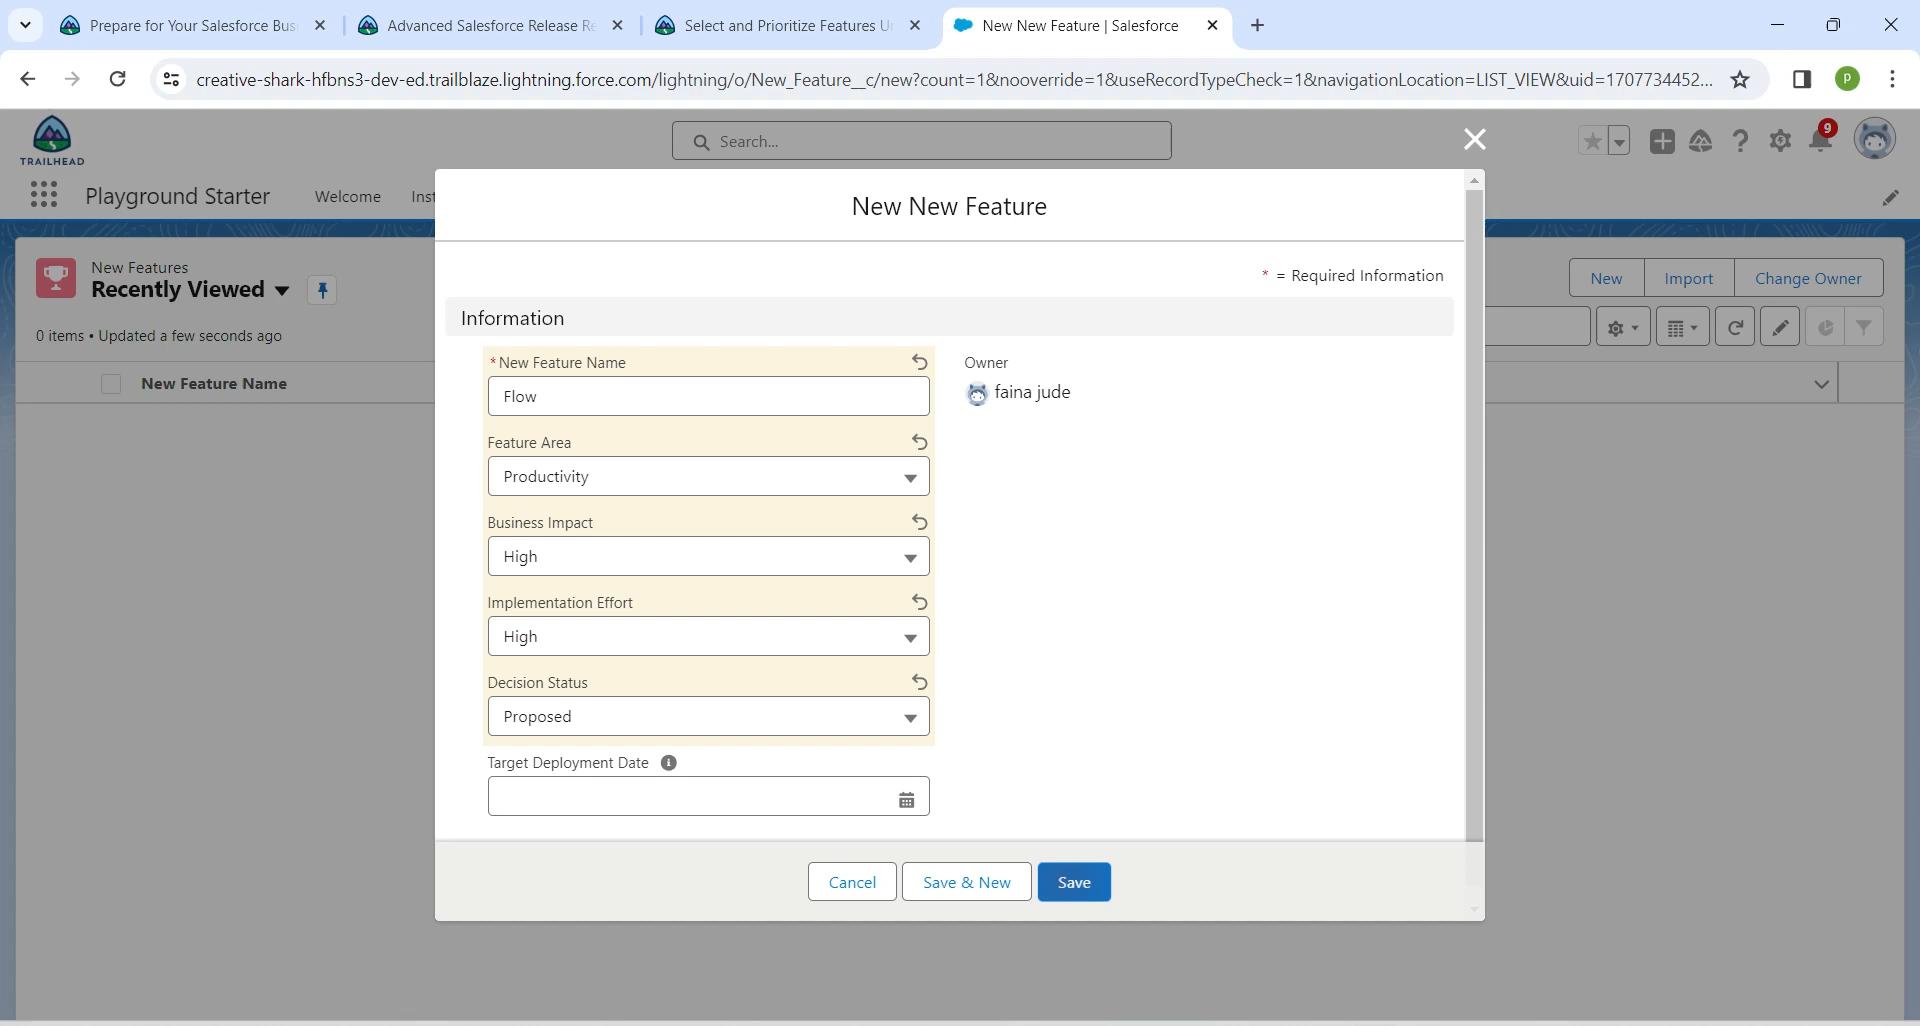 Prepare for Your Salesforce Bus
Advanced Salesforce Release Re
Select and Prioritize Features U
New New Feature | Salesforce
creative-shark-hfbns3-dev-ed.trailblaze.lightning.force.com/lightning/o/New_Feature__c/new?count=1&nooverride=1&useRecordTypeCheck=1&navigationLocation=LIST_VIEW&uid=1707734452...
P
TRAILHEAD
Search...
9
Playground Starter
Welcome
Inst
New New Feature
New Features
Recently Viewed
0 items • Updated a few seconds ago
New
Import
Change Owner
New Feature Name
* = Required Information
Information
*New Feature Name
Flow
Owner
faina jude
Feature Area
Productivity
Business Impact
High
Implementation Effort
High
Decision Status
Proposed
Target Deployment Date
Cancel
Save & New
Save